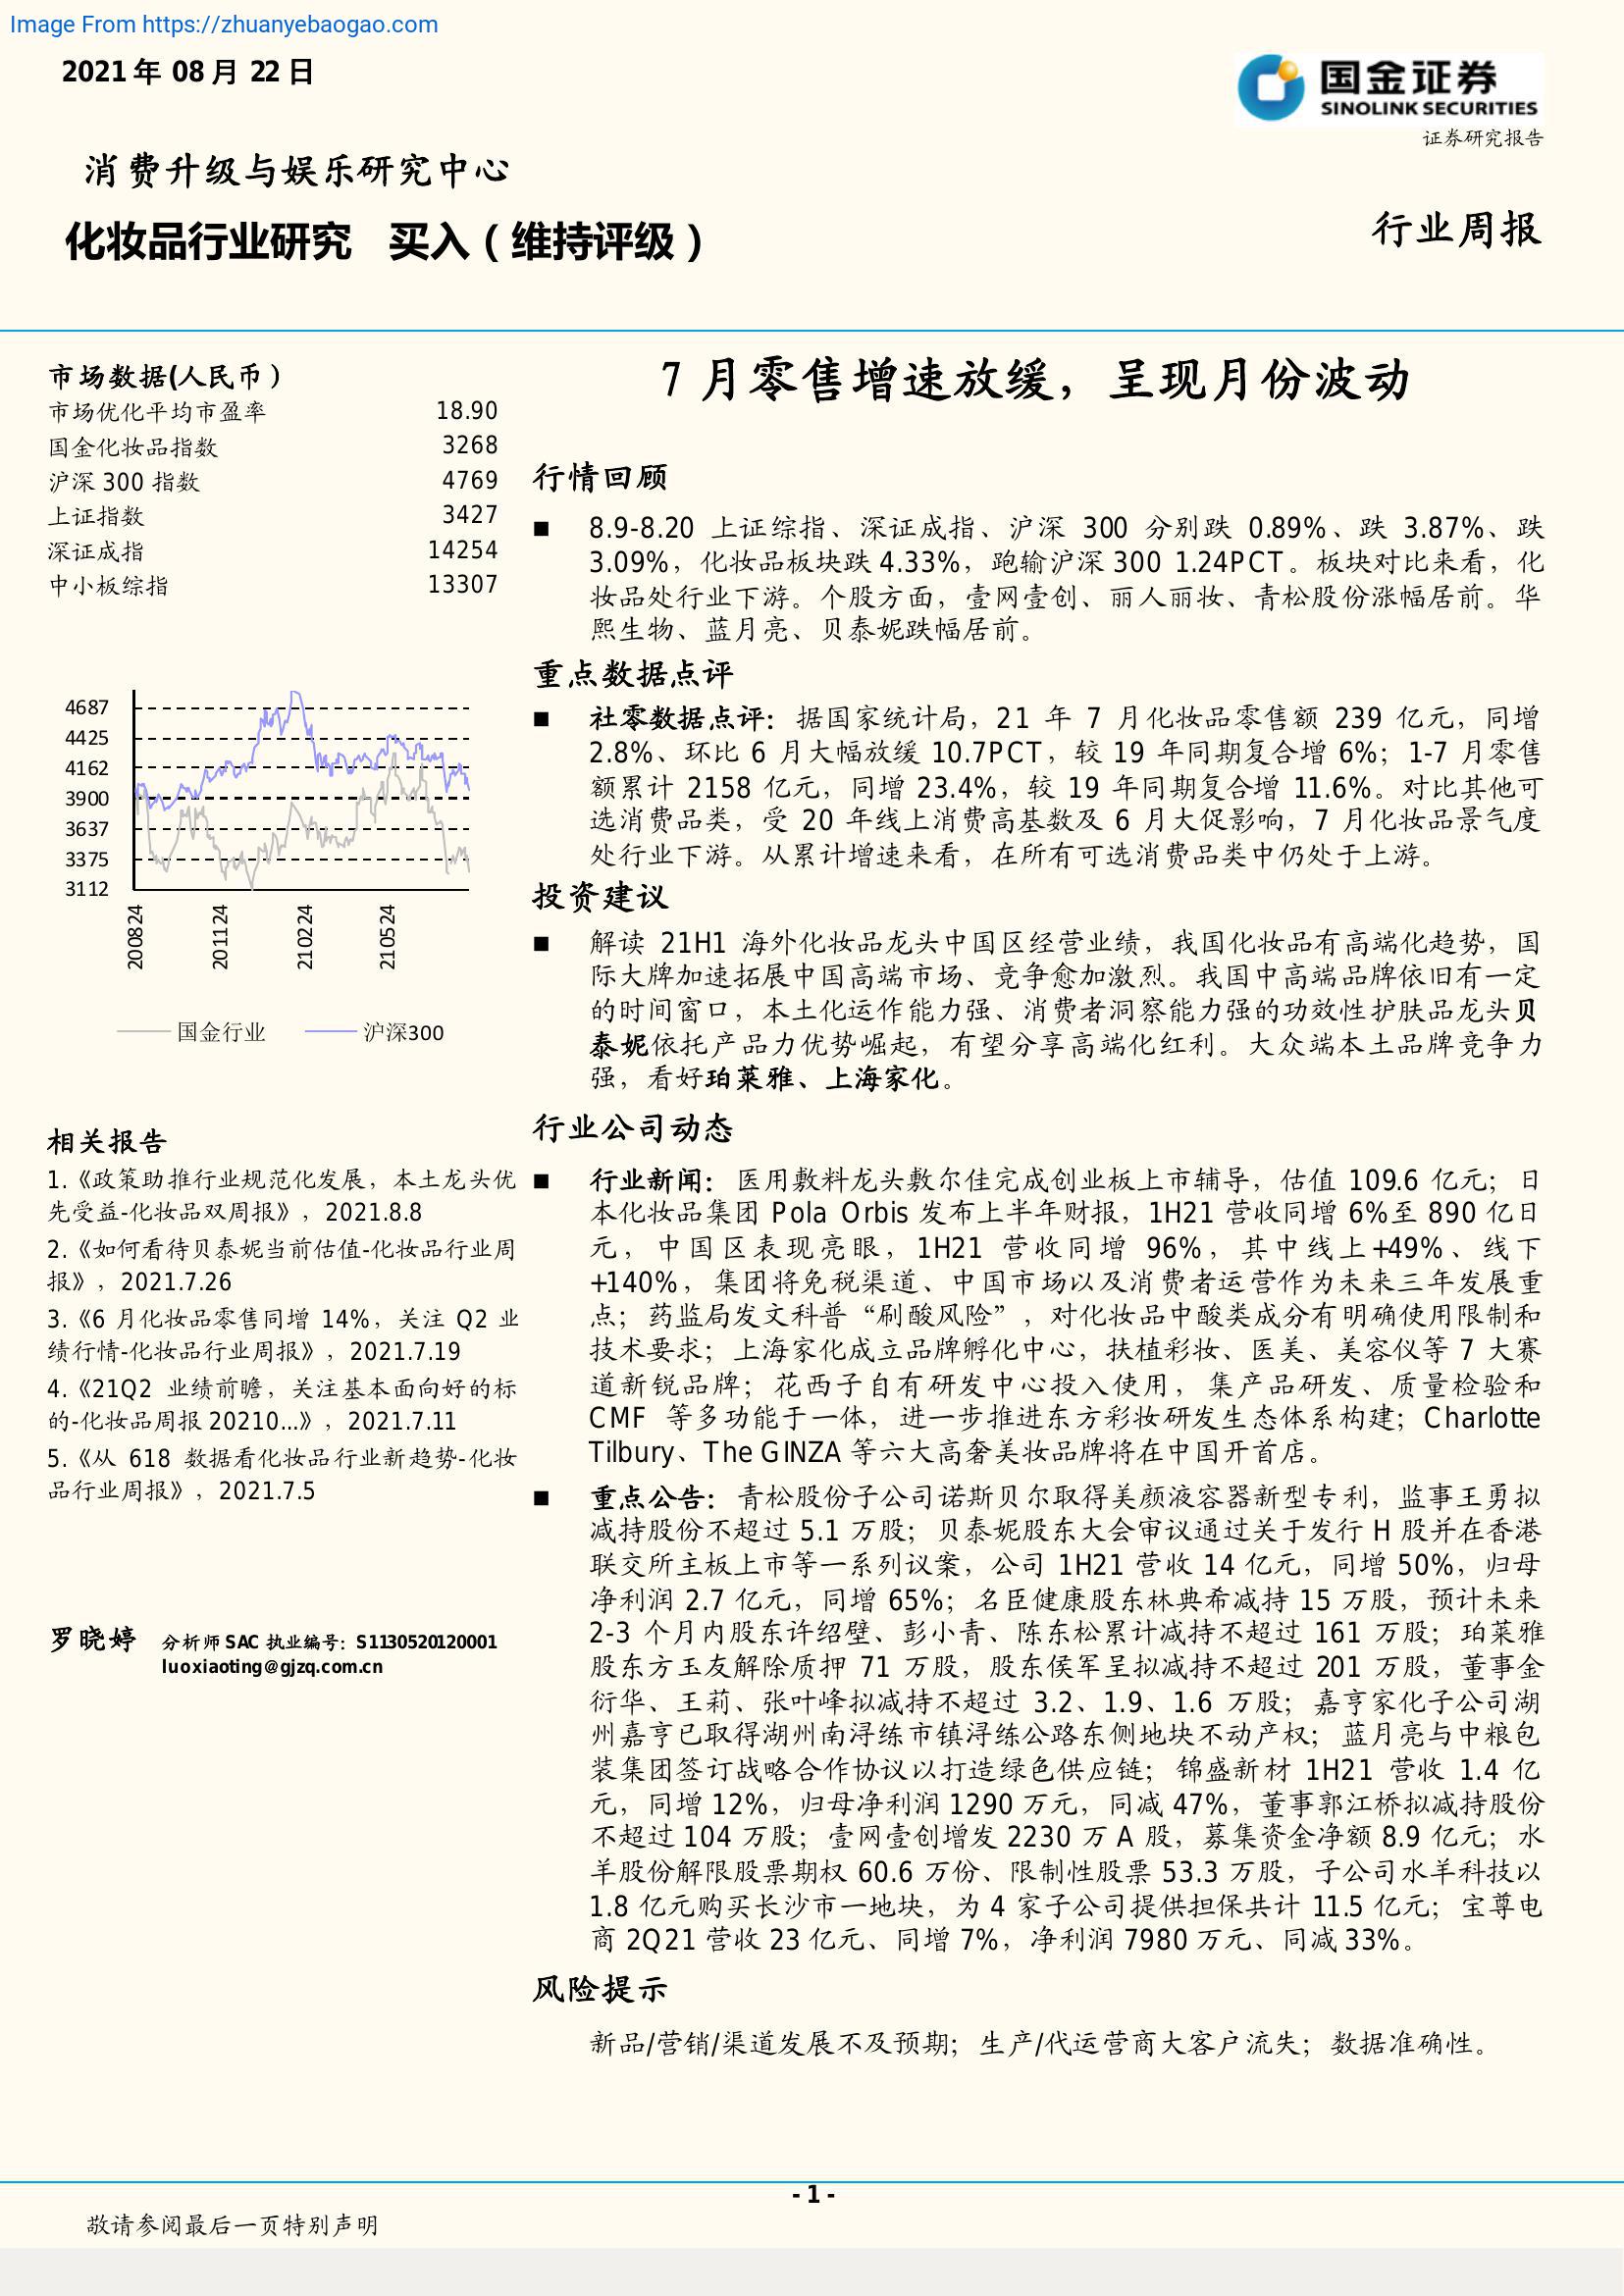 Image From https://zhuanyebaogao.com
2021 年 08 月 22 日
国金证券
SINOLINK SECURITIES
证券研究报告
消费升级与娱乐研究中心
化妆品行业研究 买入（维持评级）
行业周报
市场数据(人民币）
市场优化平均市盈率 18.90
国金化妆品指数 3268
沪深 300 指数 4769
上证指数 3427
深证成指 14254
中小板综指 13307
4687
4425
4162
3900
3637
3375
3112
200824
201124
210224
210524
国金行业 沪深300
相关报告
1.《政策助推行业规范化发展，本土龙头优
先受益-化妆品双周报》，2021.8.8
2.《如何看待贝泰妮当前估值-化妆品行业周
报》，2021.7.26
3.《6 月化妆品零售同增 14%，关注 Q2 业
绩行情-化妆品行业周报》，2021.7.19
4.《21Q2 业绩前瞻，关注基本面向好的标
的-化妆品周报 20210...》，2021.7.11
5.《从 618 数据看化妆品行业新趋势-化妆
品行业周报》，2021.7.5
罗晓婷 分析师 SAC 执业编号：S1130520120001
luoxiaoting@gjzq.com.cn
7 月零售增速放缓，呈现月份波动
行情回顾
■ 8.9-8.20 上证综指、深证成指、沪深 300 分别跌 0.89%、跌 3.87%、跌
3.09%，化妆品板块跌 4.33%，跑输沪深 300 1.24PCT。板块对比来看，化
妆品处行业下游。个股方面，壹网壹创、丽人丽妆、青松股份涨幅居前。华
熙生物、蓝月亮、贝泰妮跌幅居前。
重点数据点评
■ 社零数据点评：据国家统计局，21 年 7 月化妆品零售额 239 亿元，同增
2.8%、环比 6 月大幅放缓 10.7PCT，较 19 年同期复合增 6%；1-7 月零售
额累计 2158 亿元，同增 23.4%，较 19 年同期复合增 11.6%。对比其他可
选消费品类，受 20 年线上消费高基数及 6 月大促影响，7 月化妆品景气度
处行业下游。从累计增速来看，在所有可选消费品类中仍处于上游。
投资建议
■ 解读 21H1 海外化妆品龙头中国区经营业绩，我国化妆品有高端化趋势，国
际大牌加速拓展中国高端市场、竞争愈加激烈。我国中高端品牌依旧有一定
的时间窗口，本土化运作能力强、消费者洞察能力强的功效性护肤品龙头贝
泰妮依托产品力优势崛起，有望分享高端化红利。大众端本土品牌竞争力
强，看好珀莱雅、上海家化。
行业公司动态
■ 行业新闻：医用敷料龙头敷尔佳完成创业板上市辅导，估值 109.6 亿元；日
本化妆品集团 Pola Orbis 发布上半年财报，1H21 营收同增 6%至 890 亿日
元，中国区表现亮眼，1H21 营收同增 96%，其中线上+49%、线下
+140%，集团将免税渠道、中国市场以及消费者运营作为未来三年发展重
点；药监局发文科普“刷酸风险”，对化妆品中酸类成分有明确使用限制和
技术要求；上海家化成立品牌孵化中心，扶植彩妆、医美、美容仪等 7 大赛
道新锐品牌；花西子自有研发中心投入使用，集产品研发、质量检验和
CMF 等多功能于一体，进一步推进东方彩妆研发生态体系构建；Charlotte
Tilbury、The GINZA 等六大高奢美妆品牌将在中国开首店。
■ 重点公告：青松股份子公司诺斯贝尔取得美颜液容器新型专利，监事王勇拟
减持股份不超过 5.1 万股；贝泰妮股东大会审议通过关于发行 H 股并在香港
联交所主板上市等一系列议案，公司 1H21 营收 14 亿元，同增 50%，归母
净利润 2.7 亿元，同增 65%；名臣健康股东林典希减持 15 万股，预计未来
2-3 个月内股东许绍壁、彭小青、陈东松累计减持不超过 161 万股；珀莱雅
股东方玉友解除质押 71 万股，股东侯军呈拟减持不超过 201 万股，董事金
衍华、王莉、张叶峰拟减持不超过 3.2、1.9、1.6 万股；嘉亨家化子公司湖
州嘉亨已取得湖州南浔练市镇浔练公路东侧地块不动产权；蓝月亮与中粮包
装集团签订战略合作协议以打造绿色供应链；锦盛新材 1H21 营收 1.4 亿
元，同增 12%，归母净利润 1290 万元，同减 47%，董事郭江桥拟减持股份
不超过 104 万股；壹网壹创增发 2230 万 A 股，募集资金净额 8.9 亿元；水
羊股份解限股票期权 60.6 万份、限制性股票 53.3 万股，子公司水羊科技以
1.8 亿元购买长沙市一地块，为 4 家子公司提供担保共计 11.5 亿元；宝尊电
商 2Q21 营收 23 亿元、同增 7%，净利润 7980 万元、同减 33%。
风险提示
新品/营销/渠道发展不及预期；生产/代运营商大客户流失；数据准确性。
- 1 -
敬请参阅最后一页特别声明